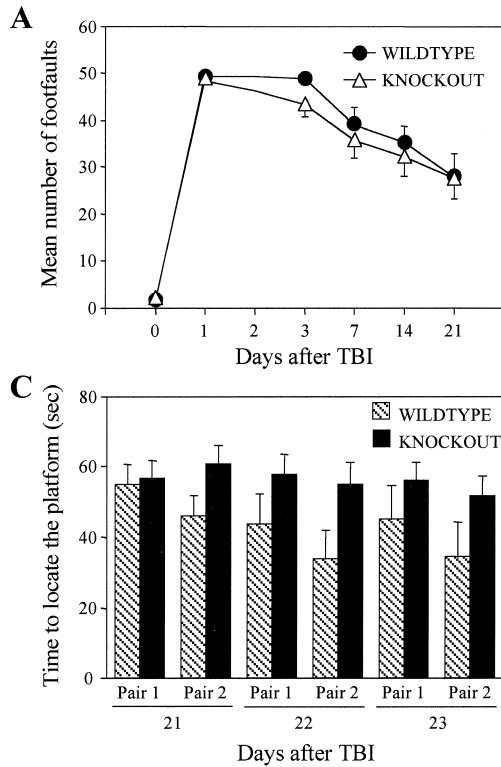 A
60
50
40
30
20
10
0
Mean number of footfaults
WILDTYPE
KNOCKOUT
0 1 2 3 7 14 21
Days after TBI
C
80
60
40
20
0
Time to locate the platform (sec)
WILDTYPE
KNOCKOUT
Pair 1 Pair 2 Pair 1 Pair 2 Pair 1 Pair 2
21 22 23
Days after TBI